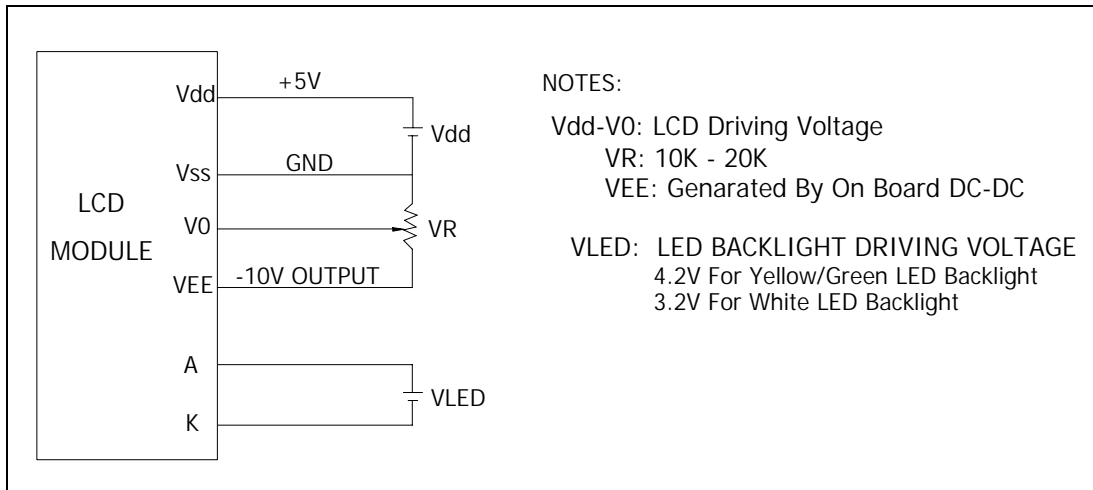 Vdd
+5V
Vdd
Vss
GND
LCD
MODULE
V0
VR
VEE
-10V OUTPUT
A
VLED
K
NOTES:
Vdd-V0: LCD Driving Voltage
VR: 10K - 20K
VEE: Genarated By On Board DC-DC
VLED: LED BACKLIGHT DRIVING VOLTAGE
4.2V For Yellow/Green LED Backlight
3.2V For White LED Backlight